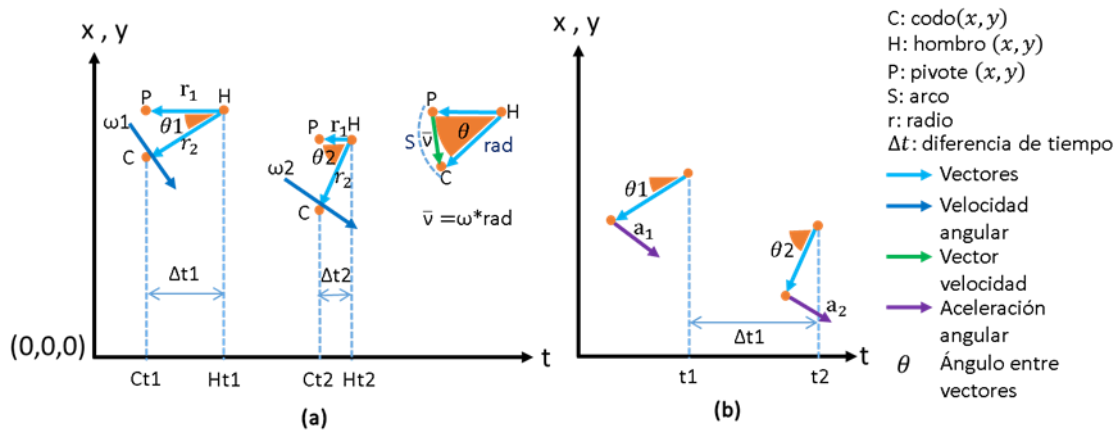 x , y
P
r₁
H
ω1
θ1
r₂
C
P
r₁
H
θ2
r₂
ω2
C
P
H
S
v̄
θ
rad
C
v̄ =ω*rad
Δt1
Δt2
(0,0,0)
t
Ct1
Ht1
Ct2
Ht2
(a)
x , y
θ1
a₁
θ2
a₂
Δt1
t
t1
t2
(b)
C: codo(x, y)
H: hombro (x, y)
P: pivote (x, y)
S: arco
r: radio
Δt: diferencia de tiempo
Vectores
Velocidad
angular
Vector
velocidad
Aceleración
angular
θ Ángulo entre
vectores